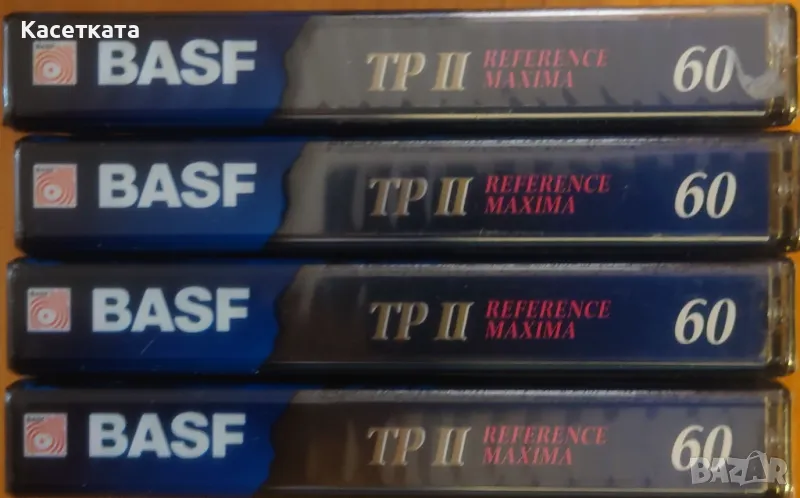 Касетката
BASF TP II REFERENCE MAXIMA 60
BASF TP II REFERENCE MAXIMA 60
BASF TP II REFERENCE MAXIMA 60
BASF TP II REFERENCE MAXIMA 60
BAZAR